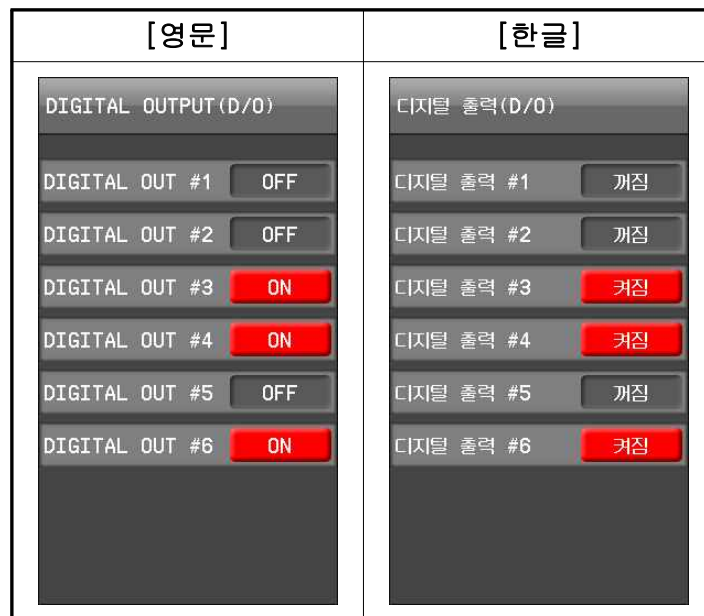 [영문]
[한글]
DIGITAL OUTPUT(D/O)
DIGITAL OUT #1 OFF
DIGITAL OUT #2 OFF
DIGITAL OUT #3 ON
DIGITAL OUT #4 ON
DIGITAL OUT #5 OFF
DIGITAL OUT #6 ON
디지털 출력(D/O)
디지털 출력 #1 꺼짐
디지털 출력 #2 꺼짐
디지털 출력 #3 켜짐
디지털 출력 #4 켜짐
디지털 출력 #5 꺼짐
디지털 출력 #6 켜짐